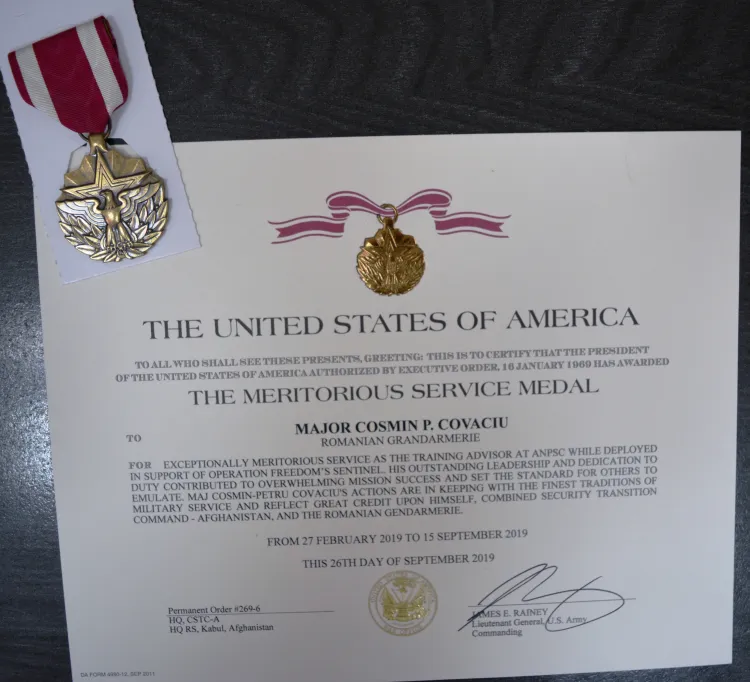 THE UNITED STATES OF AMERICA
TO ALL WHO SHALL SEE THESE PRESENTS, GREETING: THIS IS TO CERTIFY THAT THE PRESIDENT
OF THE UNITED STATES OF AMERICA AUTHORIZED BY EXECUTIVE ORDER, 16 JANUARY 1969 HAS AWARDED
THE MERITORIOUS SERVICE MEDAL
TO MAJOR COSMIN P. COVACIU
ROMANIAN GRANDARMERIE
FOR EXCEPTIONALLY MERITORIOUS SERVICE AS THE TRAINING ADVISOR AT ANPSC WHILE DEPLOYED
IN SUPPORT OF OPERATION FREEDOM'S SENTINEL. HIS OUTSTANDING LEADERSHIP AND DEDICATION TO
DUTY CONTRIBUTED TO OVERWHELMING MISSION SUCCESS AND SET THE STANDARD FOR OTHERS TO
EMULATE. MAJ COSMIN-PETRU COVACIU'S ACTIONS ARE IN KEEPING WITH THE FINEST TRADITIONS OF
MILITARY SERVICE AND REFLECT GREAT CREDIT UPON HIMSELF, COMBINED SECURITY TRANSITION
COMMAND - AFGHANISTAN, AND THE ROMANIAN GENDARMERIE.
FROM 27 FEBRUARY 2019 TO 15 SEPTEMBER 2019
THIS 26TH DAY OF SEPTEMBER 2019
Permanent Order #269-6
HQ, CSTC-A
HQ RS, Kabul, Afghanistan
JAMES E. RAINEY
Lieutenant General, U.S. Army
Commanding
DA FORM 4980-12, SEP 2011